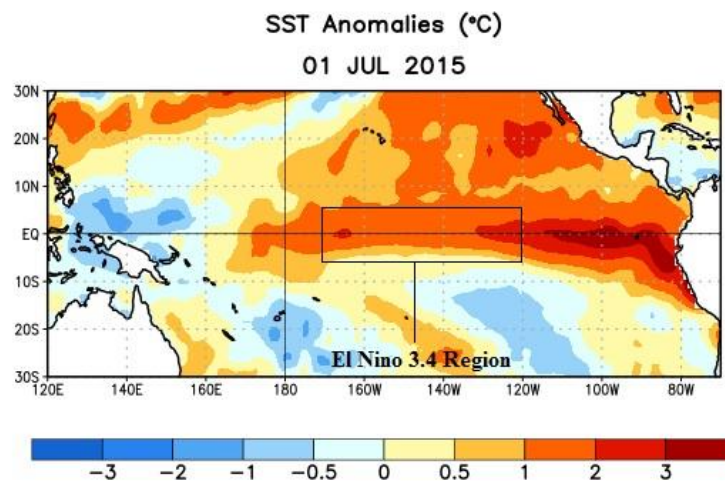 SST Anomalies (°C)
01 JUL 2015
30N
20N
10N
EQ
10S
20S
30S
El Nino 3.4 Region
120E 140E 160E 180 160W 140W 120W 100W 80W
-3 -2 -1 -0.5 0 0.5 1 2 3